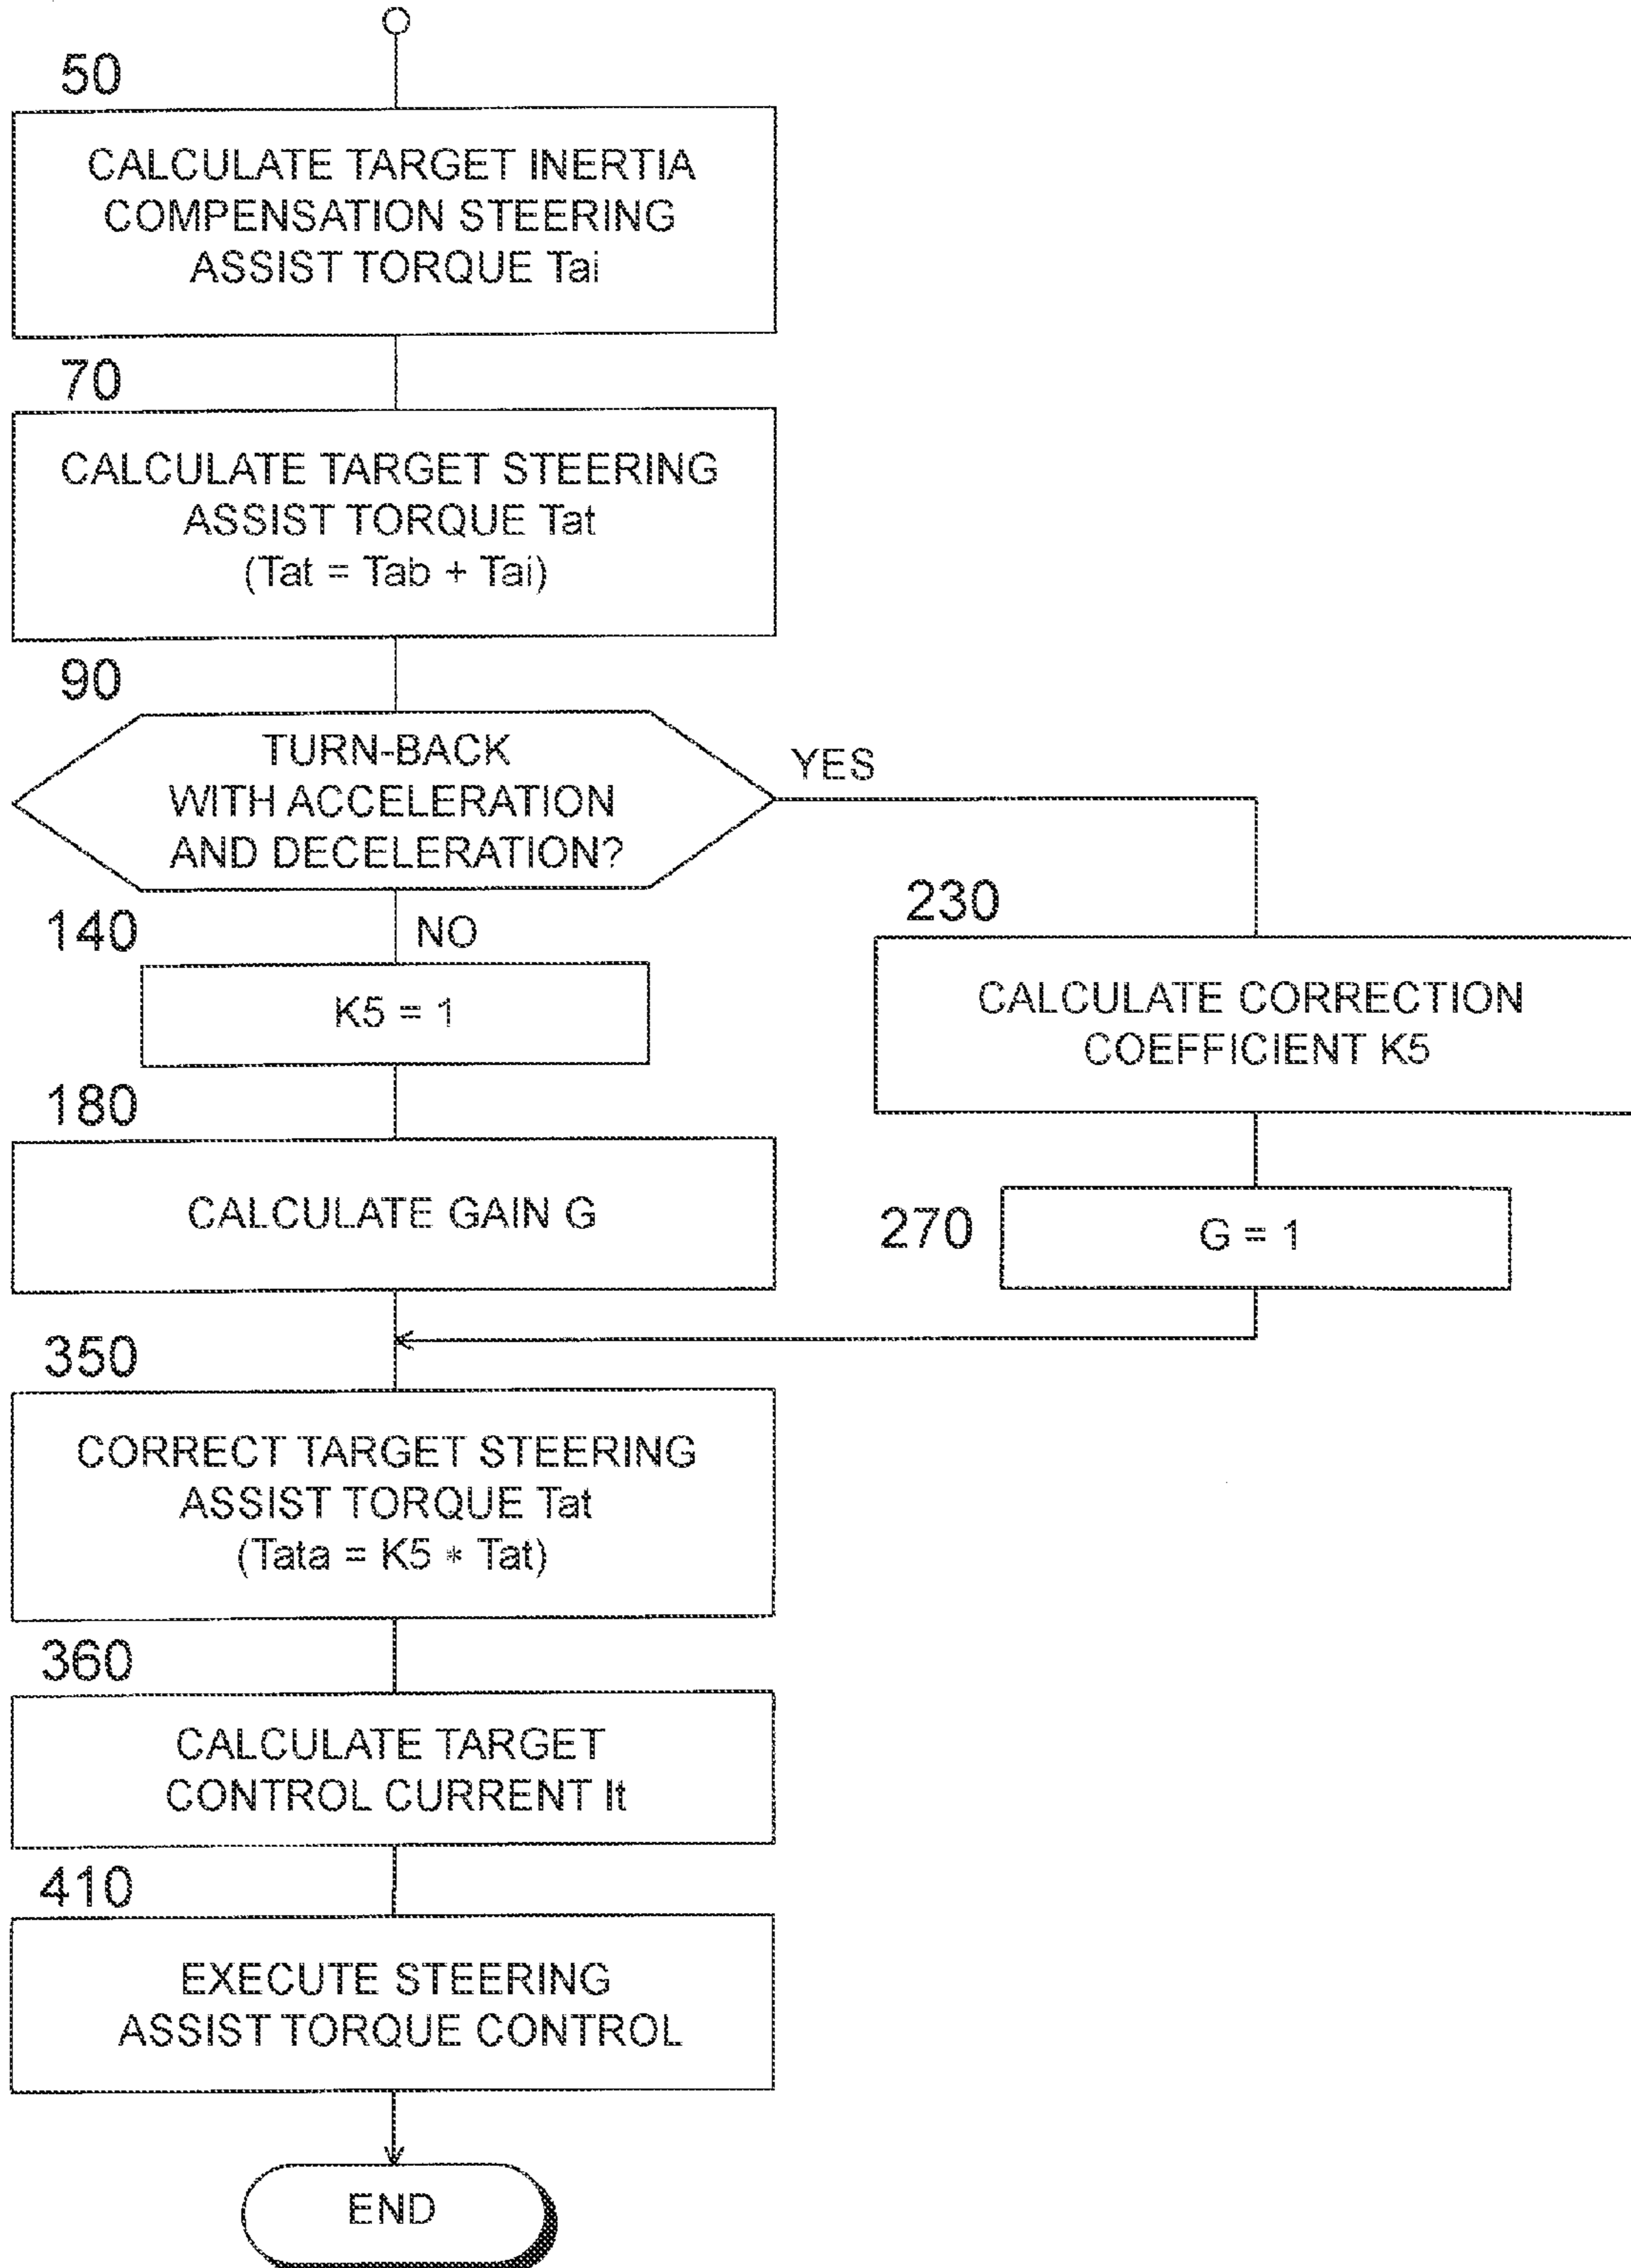 50
CALCULATE TARGET INERTIA
COMPENSATION STEERING
ASSIST TORQUE Tai
70
CALCULATE TARGET STEERING
ASSIST TORQUE Tat
(Tat = Tab + Tai)
90
TURN-BACK
WITH ACCELERATION
AND DECELERATION?
YES
140
NO
K5 = 1
230
CALCULATE CORRECTION
COEFFICIENT K5
180
CALCULATE GAIN G
270
G = 1
350
CORRECT TARGET STEERING
ASSIST TORQUE Tat
(Tata = K5 * Tat)
360
CALCULATE TARGET
CONTROL CURRENT It
410
EXECUTE STEERING
ASSIST TORQUE CONTROL
END